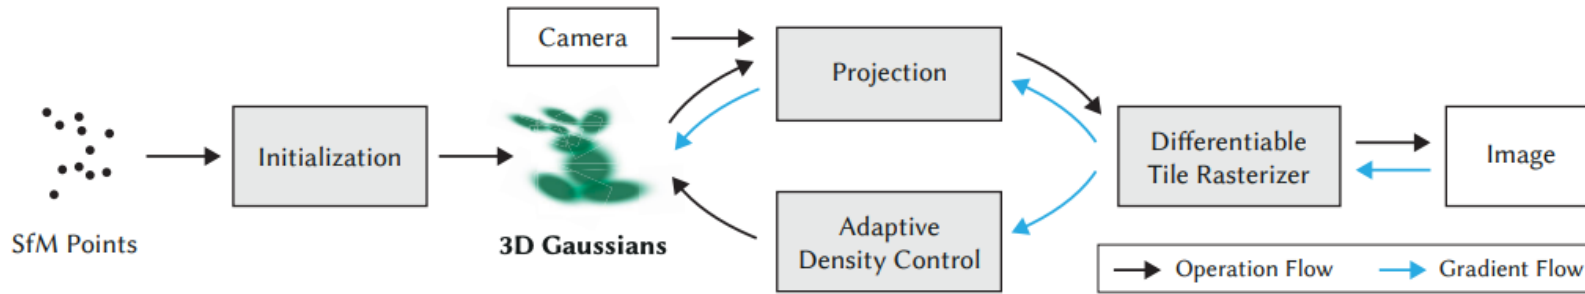 Camera
Projection
SfM Points
Initialization
3D Gaussians
Adaptive
Density Control
Differentiable
Tile Rasterizer
Image
Operation Flow
Gradient Flow